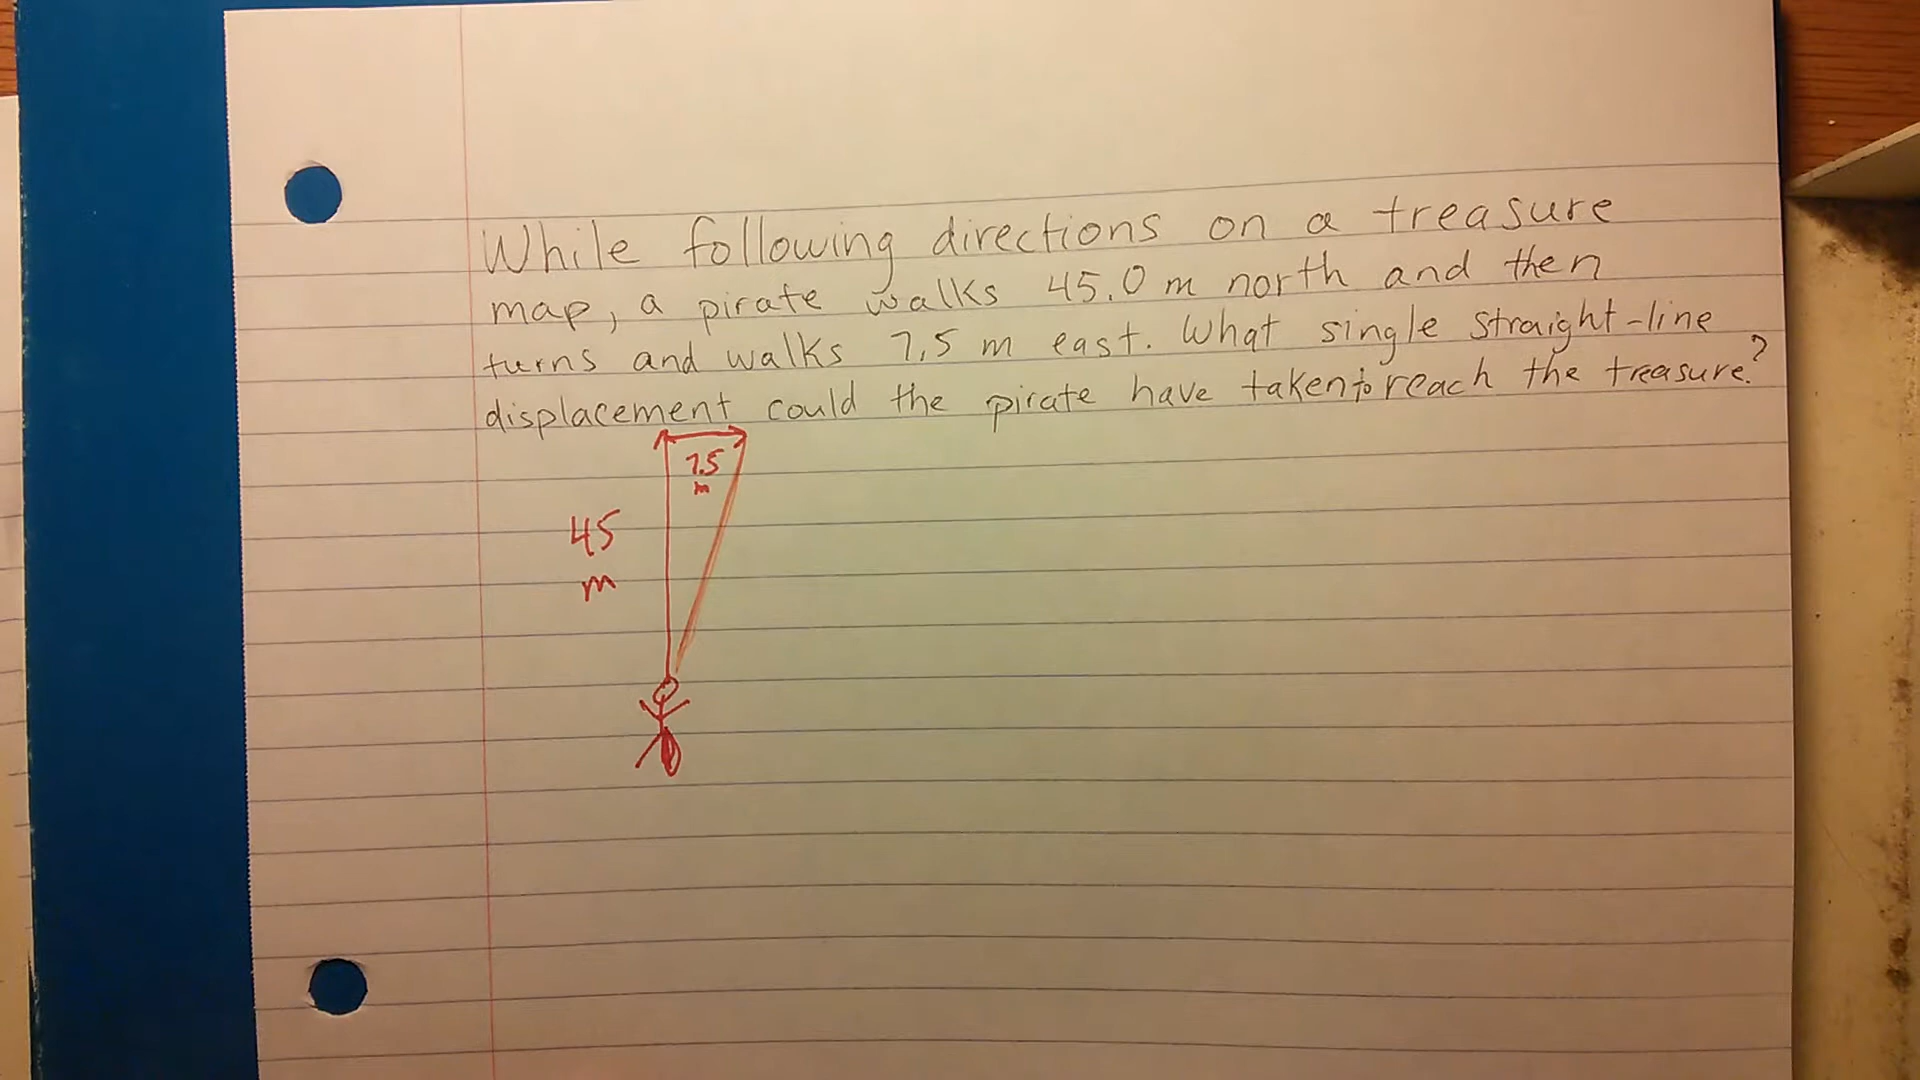 While following directions on a treasure
map, a pirate walks 45.0 m north and then
turns and walks 7.5 m east. What single straight-line
displacement could the pirate have taken to reach the treasure?
7.5
m
45
m